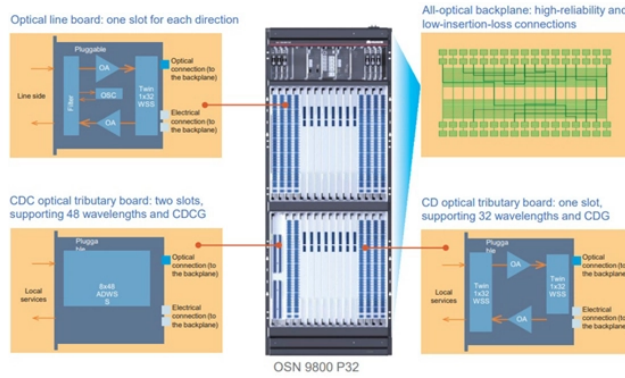 Optical line board: one slot for each direction
Pluggable
OA
OSC
OA
Filter
Twin
1x32
WSS
Line side
Optical
connection (to
the backplane)
Electrical
connection (to
the backplane)
All-optical backplane: high-reliability and
low-insertion-loss connections
CDC optical tributary board: two slots,
supporting 48 wavelengths and CDCG
Plugga
ble
8x48
ADWS
S
Local
services
Optical
connection (to
the backplane)
Electrical
connection (to
the backplane)
CD optical tributary board: one slot,
supporting 32 wavelengths and CDG
Plugga
ble
Twin
1x32
WSS
OA
OA
Twin
1x32
WSS
Local
services
Optical
connection (to
the backplane)
Electrical
connection (to
the backplane)
OSN 9800 P32